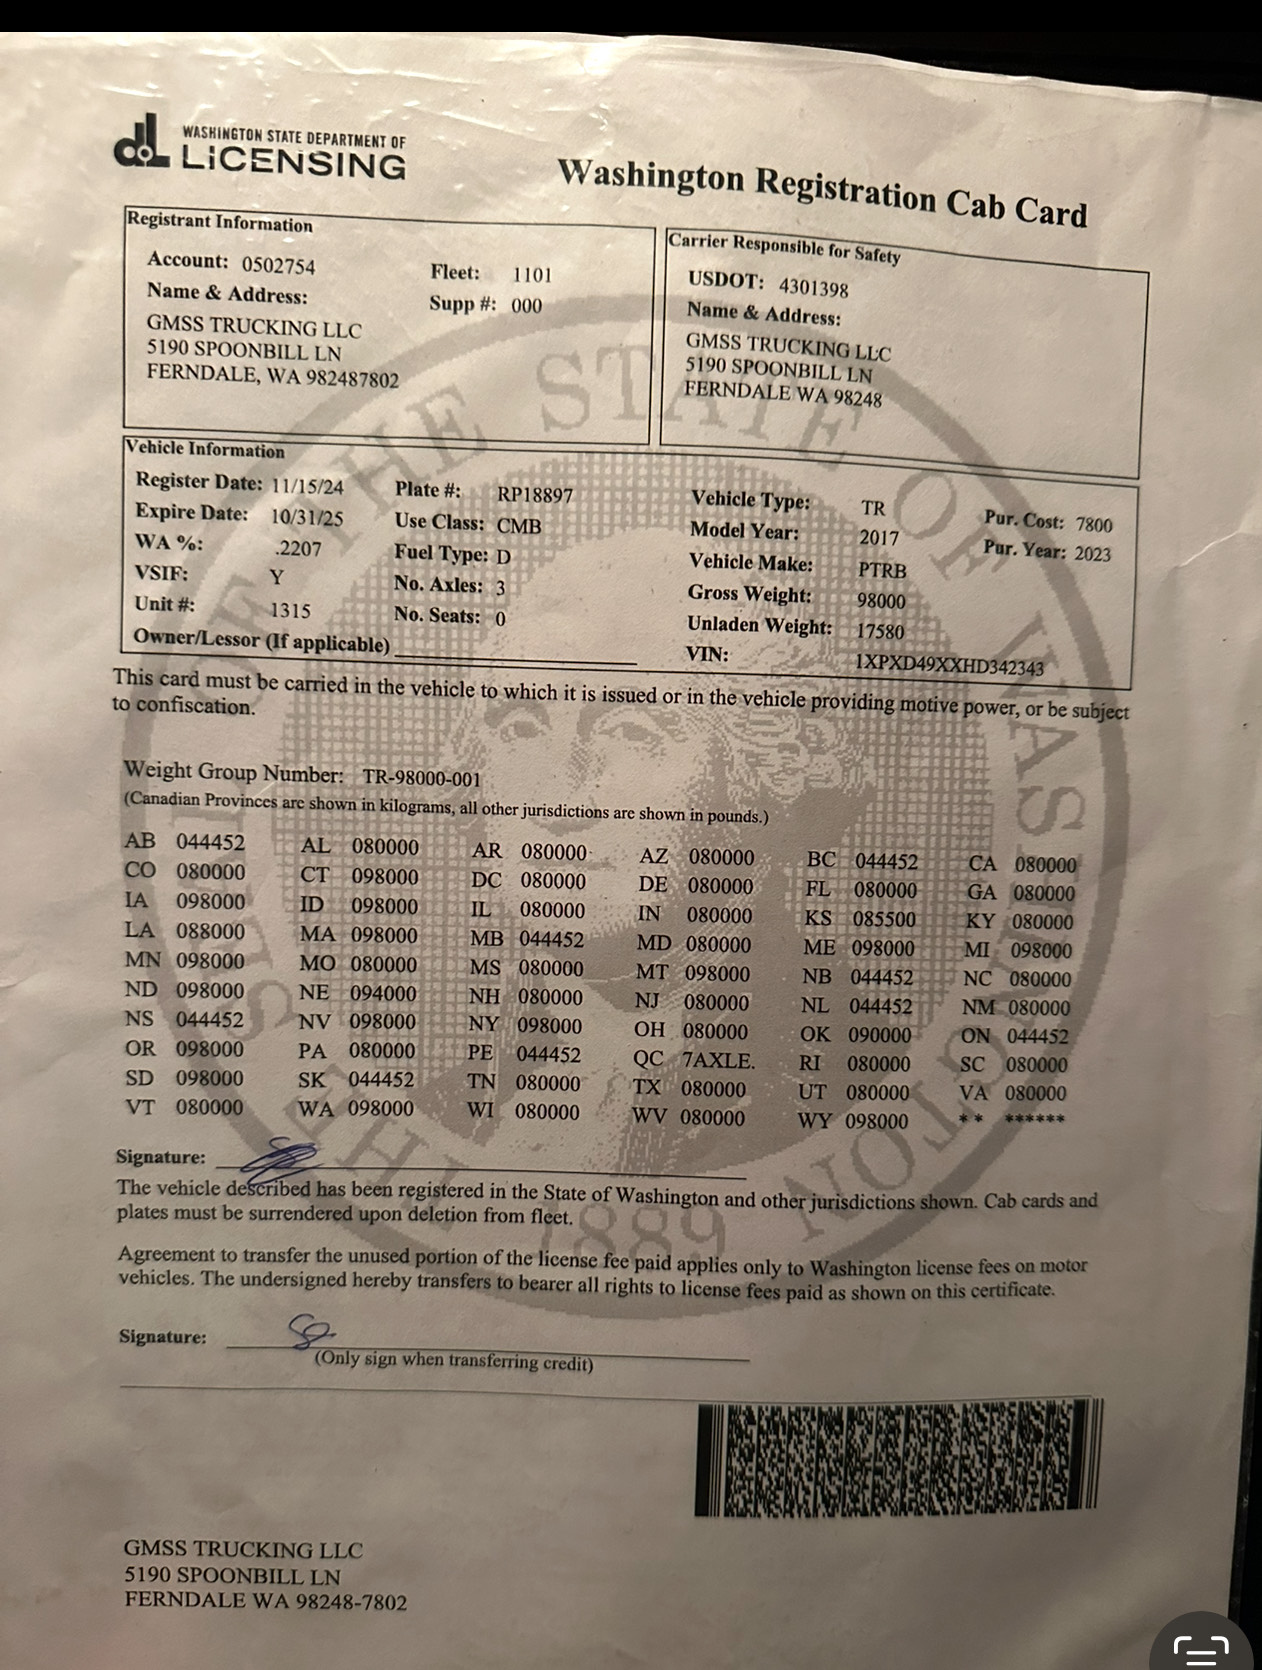 WASHINGTON STATE DEPARTMENT OF
doL LiCENSING
Washington Registration Cab Card
Registrant Information
Account: 0502754 Fleet: 1101
Name & Address: Supp #: 000
GMSS TRUCKING LLC
5190 SPOONBILL LN
FERNDALE, WA 982487802
Carrier Responsible for Safety
USDOT: 4301398
Name & Address:
GMSS TRUCKING LLC
5190 SPOONBILL LN
FERNDALE WA 98248
Vehicle Information
Register Date: 11/15/24 Plate #: RP18897 Vehicle Type: TR Pur. Cost: 7800
Expire Date: 10/31/25 Use Class: CMB Model Year: 2017 Pur. Year: 2023
WA %: .2207 Fuel Type: D Vehicle Make: PTRB
VSIF: Y No. Axles: 3 Gross Weight: 98000
Unit #: 1315 No. Seats: 0 Unladen Weight: 17580
Owner/Lessor (If applicable) VIN: 1XPXD49XXHD342343
This card must be carried in the vehicle to which it is issued or in the vehicle providing motive power, or be subject
to confiscation.
Weight Group Number: TR-98000-001
(Canadian Provinces are shown in kilograms, all other jurisdictions are shown in pounds.)
AB 044452 AL 080000 AR 080000 AZ 080000 BC 044452 CA 080000
CO 080000 CT 098000 DC 080000 DE 080000 FL 080000 GA 080000
IA 098000 ID 098000 IL 080000 IN 080000 KS 085500 KY 080000
LA 088000 MA 098000 MB 044452 MD 080000 ME 098000 MI 098000
MN 098000 MO 080000 MS 080000 MT 098000 NB 044452 NC 080000
ND 098000 NE 094000 NH 080000 NJ 080000 NL 044452 NM 080000
NS 044452 NV 098000 NY 098000 OH 080000 OK 090000 ON 044452
OR 098000 PA 080000 PE 044452 QC 7AXLE. RI 080000 SC 080000
SD 098000 SK 044452 TN 080000 TX 080000 UT 080000 VA 080000
VT 080000 WA 098000 WI 080000 WV 080000 WY 098000 ** ******
Signature:
The vehicle described has been registered in the State of Washington and other jurisdictions shown. Cab cards and
plates must be surrendered upon deletion from fleet.
Agreement to transfer the unused portion of the license fee paid applies only to Washington license fees on motor
vehicles. The undersigned hereby transfers to bearer all rights to license fees paid as shown on this certificate.
Signature:
(Only sign when transferring credit)
GMSS TRUCKING LLC
5190 SPOONBILL LN
FERNDALE WA 98248-7802
THE SEAL OF THE STATE OF WASHINGTON
1889